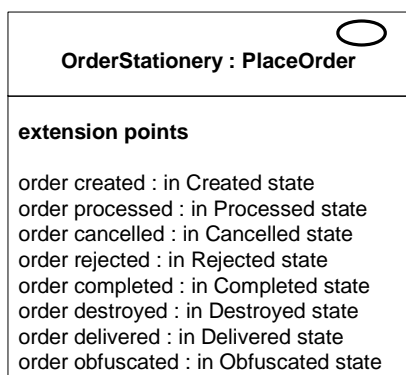 OrderStationery : PlaceOrder
extension points
order created : in Created state
order processed : in Processed state
order cancelled : in Cancelled state
order rejected : in Rejected state
order completed : in Completed state
order destroyed : in Destroyed state
order delivered : in Delivered state
order obfuscated : in Obfuscated state